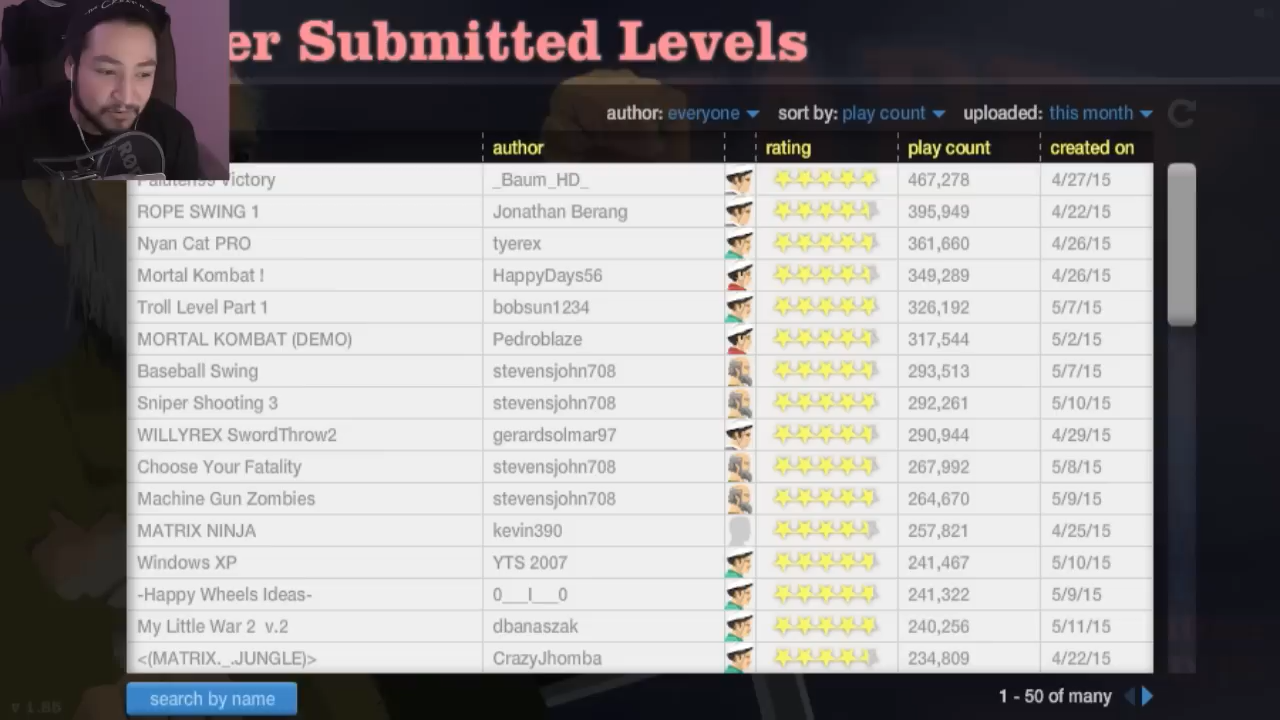 er Submitted Levels
author: everyone sort by: play count uploaded: this month
author rating play count created on
Victory _Baum_HD_ 467,278 4/27/15
ROPE SWING 1 Jonathan Berang 395,949 4/22/15
Nyan Cat PRO tyerex 361,660 4/26/15
Mortal Kombat ! HappyDays56 349,289 4/26/15
Troll Level Part 1 bobsun1234 326,192 5/7/15
MORTAL KOMBAT (DEMO) Pedroblaze 317,544 5/2/15
Baseball Swing stevensjohn708 293,513 5/7/15
Sniper Shooting 3 stevensjohn708 292,261 5/10/15
WILLYREX SwordThrow2 gerardsolmar97 290,944 4/29/15
Choose Your Fatality stevensjohn708 267,992 5/8/15
Machine Gun Zombies stevensjohn708 264,670 5/9/15
MATRIX NINJA kevin390 257,821 4/25/15
Windows XP YTS 2007 241,467 5/10/15
-Happy Wheels Ideas- 0___I___0 241,322 5/9/15
My Little War 2 v.2 dbanaszak 240,256 5/11/15
<(MATRIX._.JUNGLE)> CrazyJhomba 234,809 4/22/15
search by name 1 - 50 of many
v 1.85